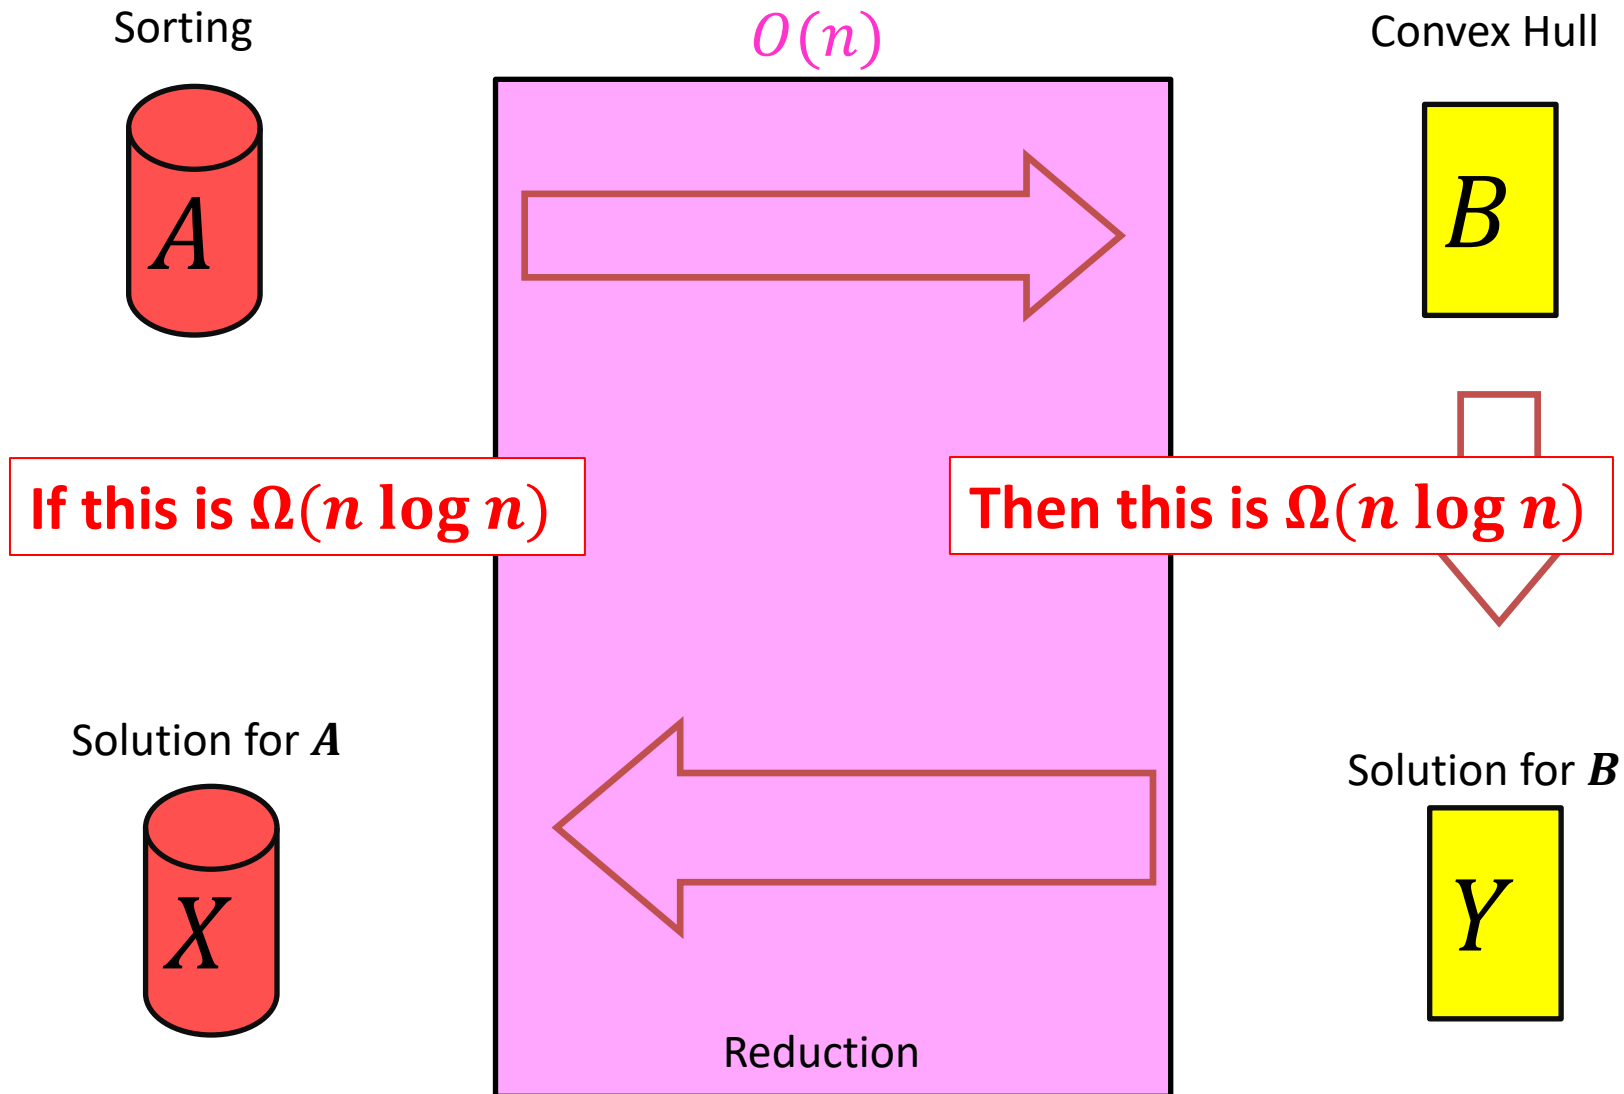 Sorting
O(n)
Convex Hull
A
B
If this is Ω(n log n)
Then this is Ω(n log n)
Solution for A
Solution for B
X
Y
Reduction